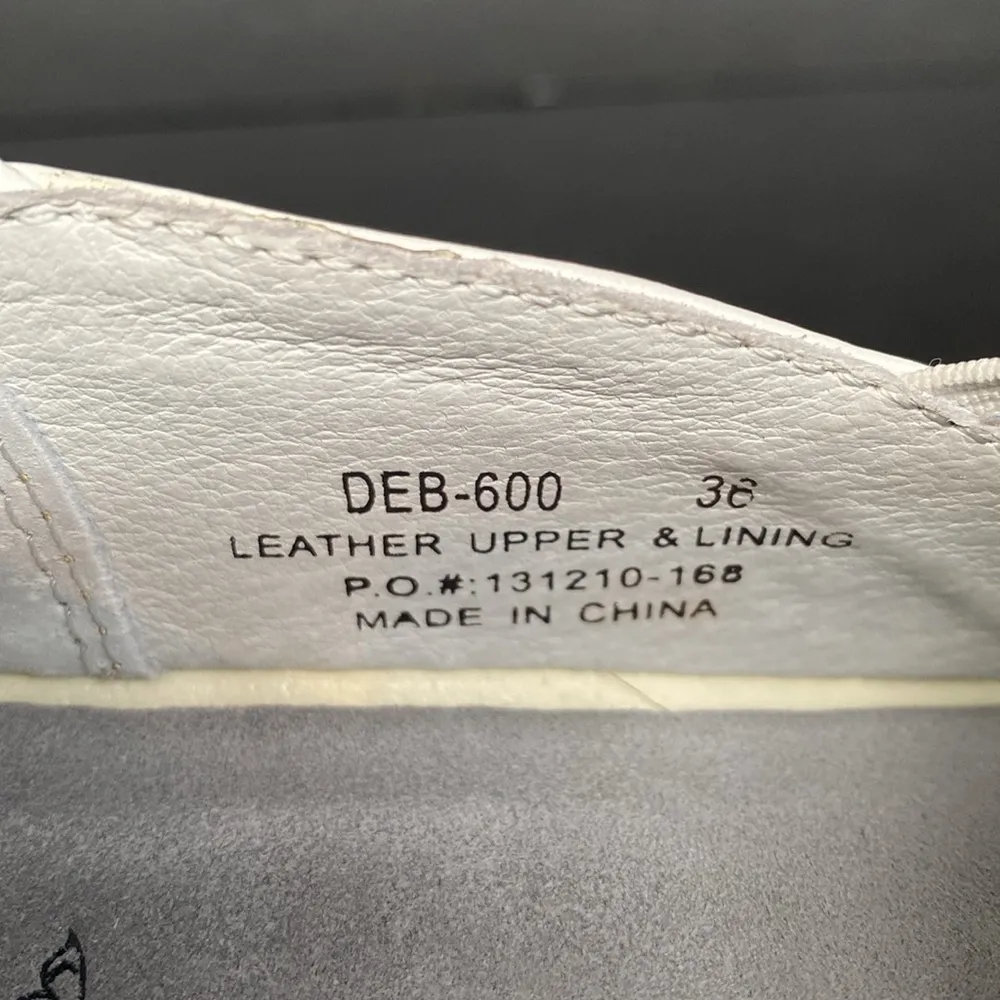 DEB-600 36
LEATHER UPPER & LINING
P.O.#:131210-168
MADE IN CHINA